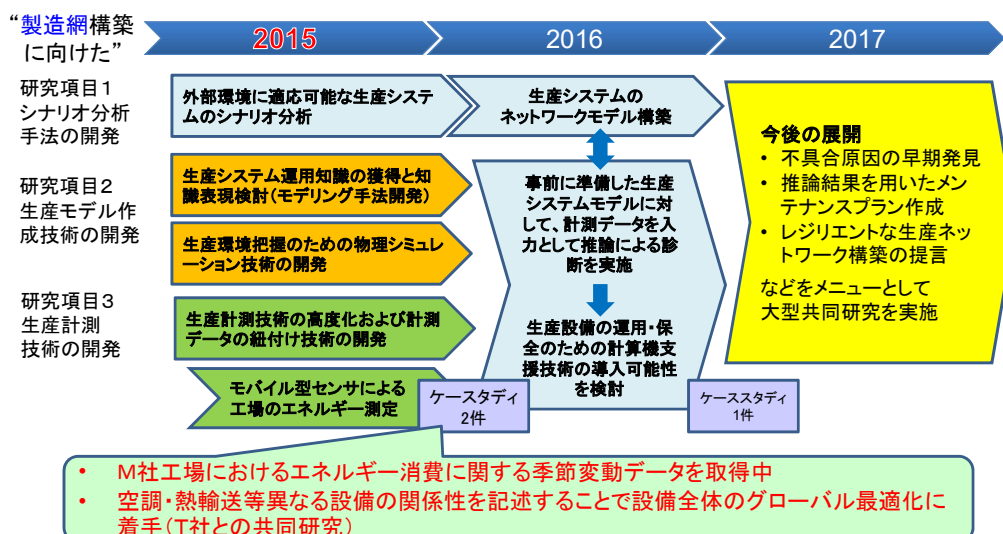 “製造網構築
に向けた”
2015
2016
2017
研究項目1
シナリオ分析
手法の開発
外部環境に適応可能な生産システ
ムのシナリオ分析
生産システムの
ネットワークモデル構築
研究項目2
生産モデル作
成技術の開発
生産システム運用知識の獲得と知
識表現検討(モデリング手法開発)
生産環境把握のための物理シミュレ
ーション技術の開発
事前に準備した生産
システムモデルに対
して、計測データを入
力として推論による診
断を実施
研究項目3
生産計測
技術の開発
生産計測技術の高度化および計測
データの紐付け技術の開発
モバイル型センサによる
工場のエネルギー測定
生産設備の運用・保
全のための計算機支
援技術の導入可能性
を検討
ケーススタディ
2件
ケーススタディ
1件
今後の展開
• 不具合原因の早期発見
• 推論結果を用いたメン
テナンスプラン作成
• レジリエントな生産ネッ
トワーク構築の提言
などをメニューとして
大型共同研究を実施
• M社工場におけるエネルギー消費に関する季節変動データを取得中
• 空調・熱輸送等異なる設備の関係性を記述することで設備全体のグローバル最適化に
着手(T社との共同研究)